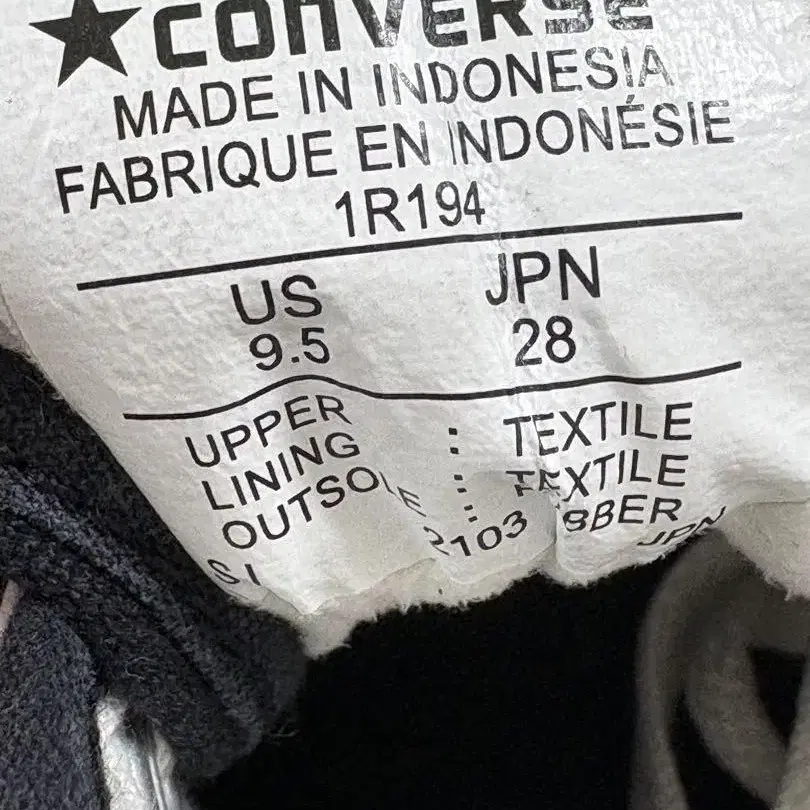 CONVERSE
MADE IN INDONESIA
FABRIQUE EN INDONÉSIE
1R194
US JPN
9.5 28
UPPER : TEXTILE
LINING : TEXTILE
OUTSOLE :
2103 JPN